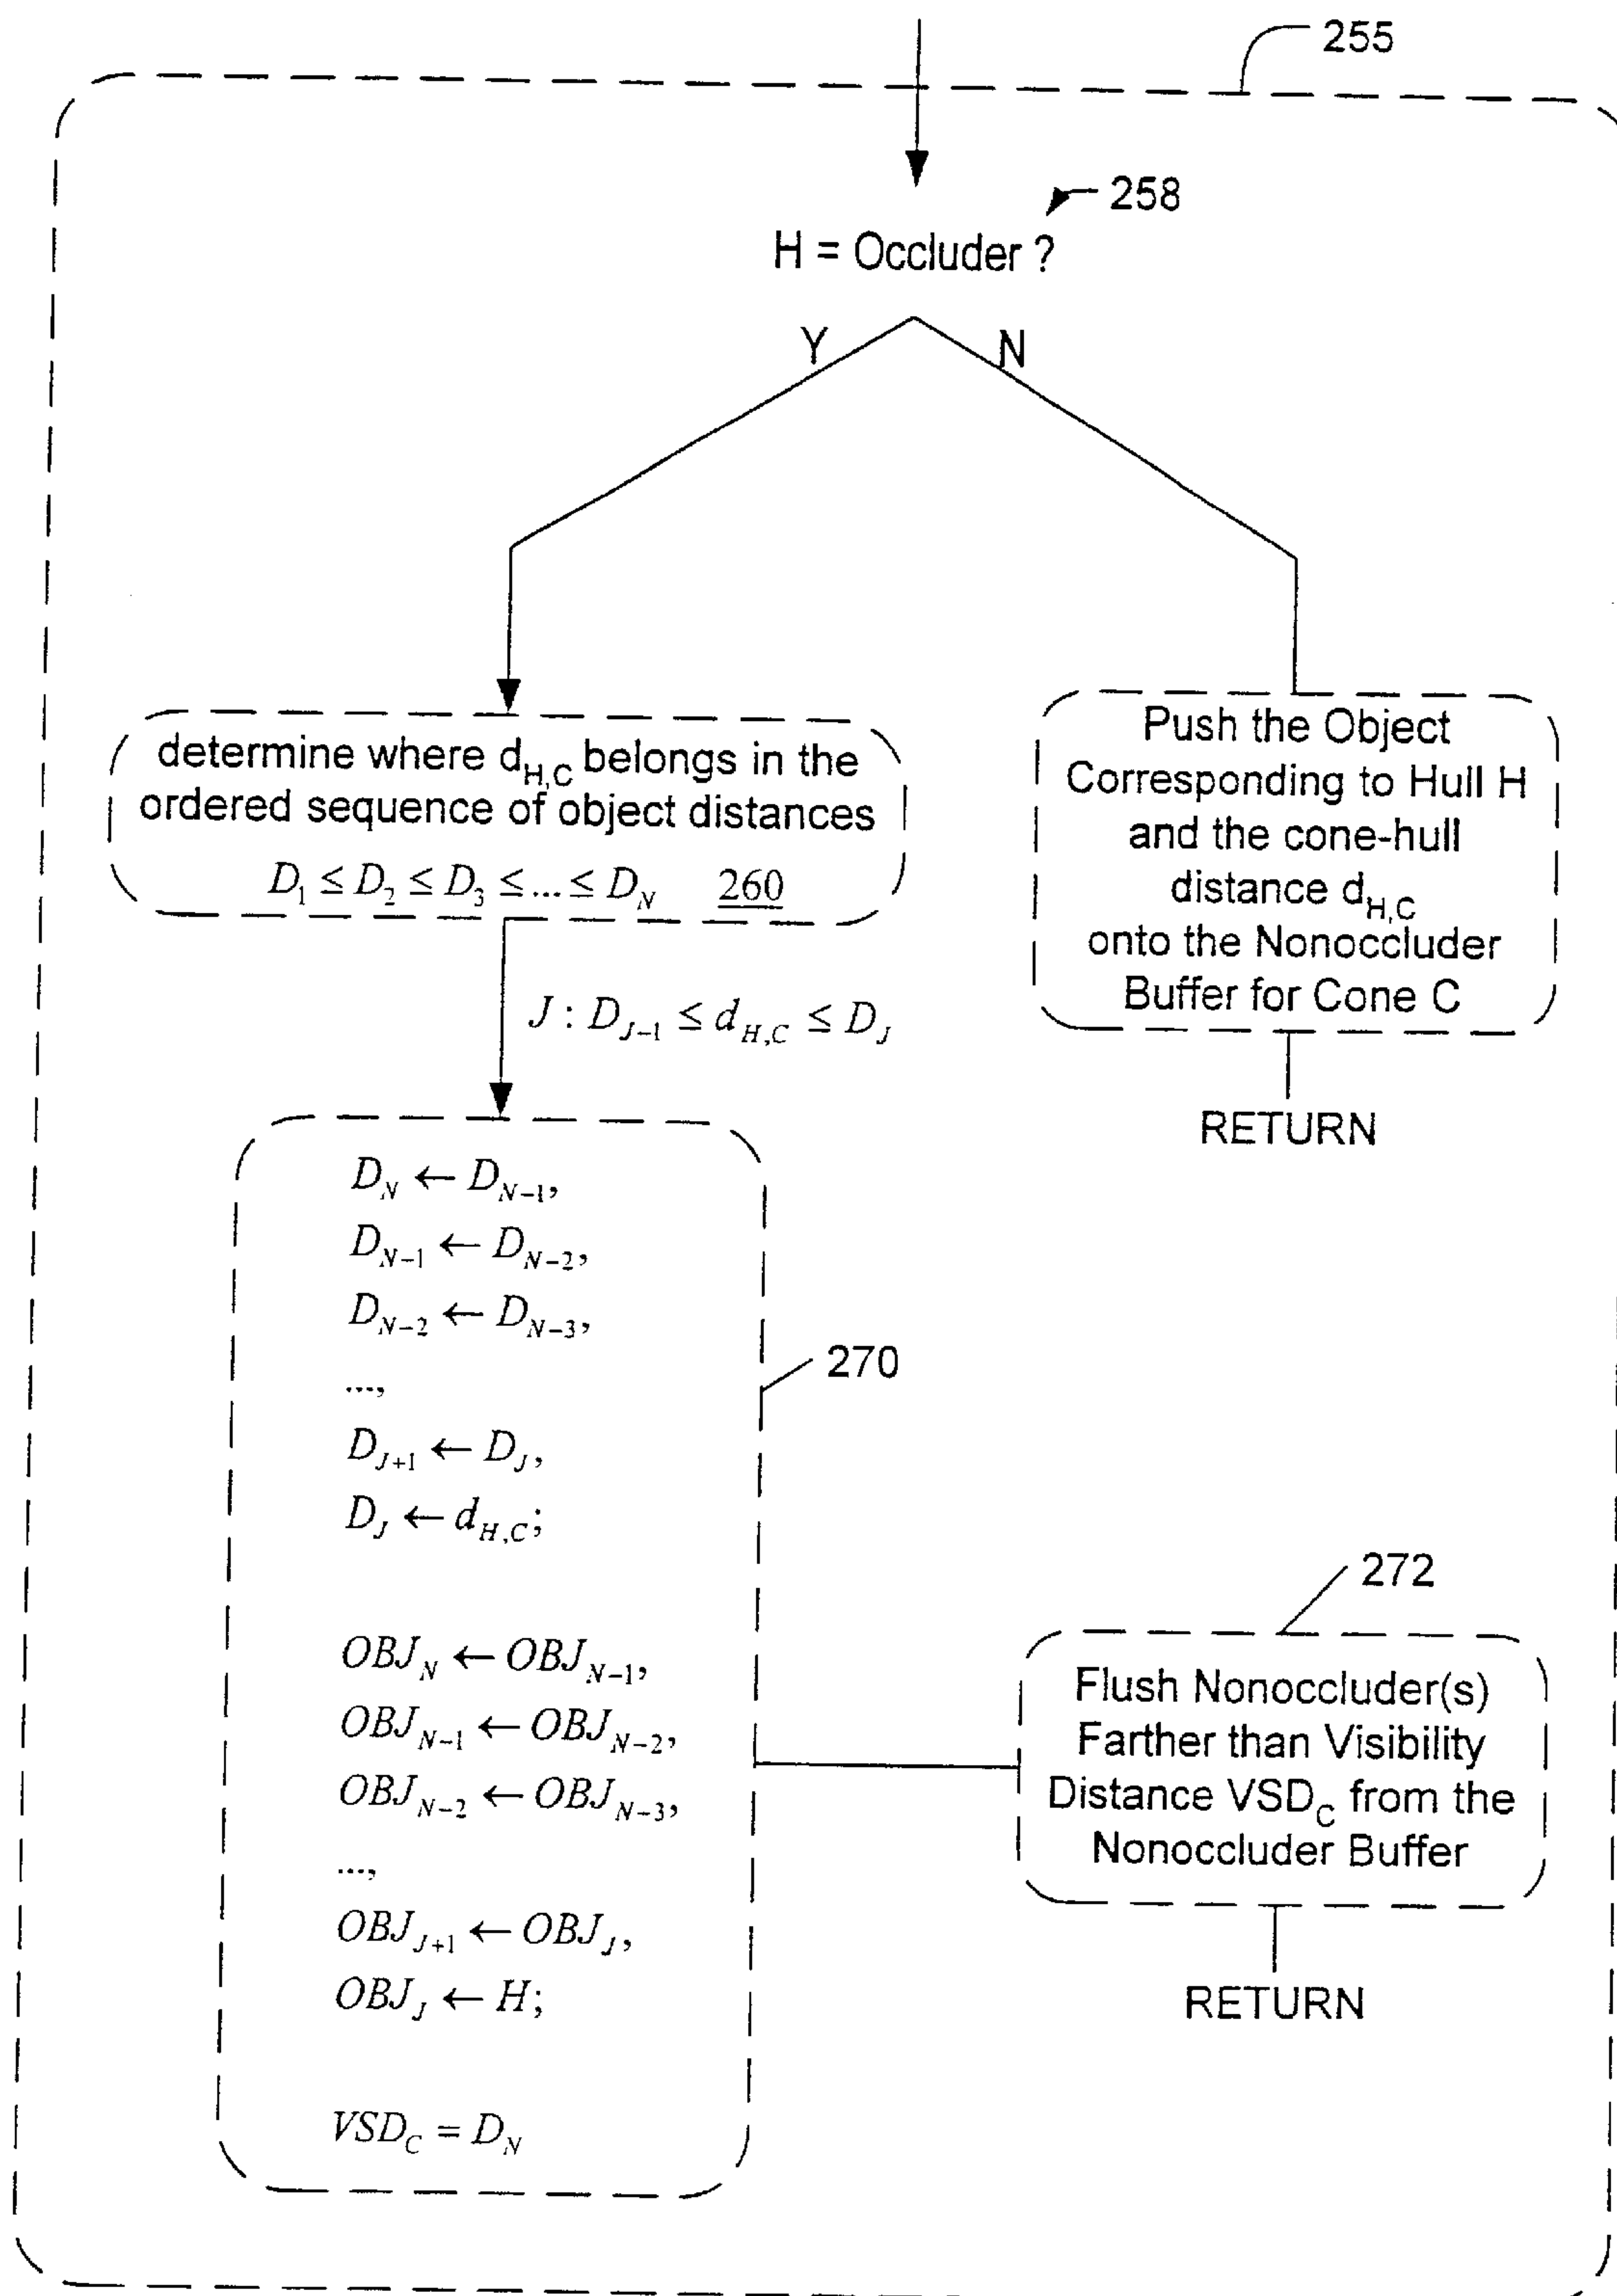 255
258
H = Occluder ?
Y
N
determine where d_{H,C} belongs in the
ordered sequence of object distances
D_1 ≤ D_2 ≤ D_3 ≤ ... ≤ D_N 260
Push the Object
Corresponding to Hull H
and the cone-hull
distance d_{H,C}
onto the Nonoccluder
Buffer for Cone C
RETURN
J : D_{J-1} ≤ d_{H,C} ≤ D_J
D_N ← D_{N-1},
D_{N-1} ← D_{N-2},
D_{N-2} ← D_{N-3},
...,
D_{J+1} ← D_J,
D_J ← d_{H,C};
OBJ_N ← OBJ_{N-1},
OBJ_{N-1} ← OBJ_{N-2},
OBJ_{N-2} ← OBJ_{N-3},
...,
OBJ_{J+1} ← OBJ_J,
OBJ_J ← H;
VSD_C = D_N
270
272
Flush Nonoccluder(s)
Farther than Visibility
Distance VSD_C from the
Nonoccluder Buffer
RETURN